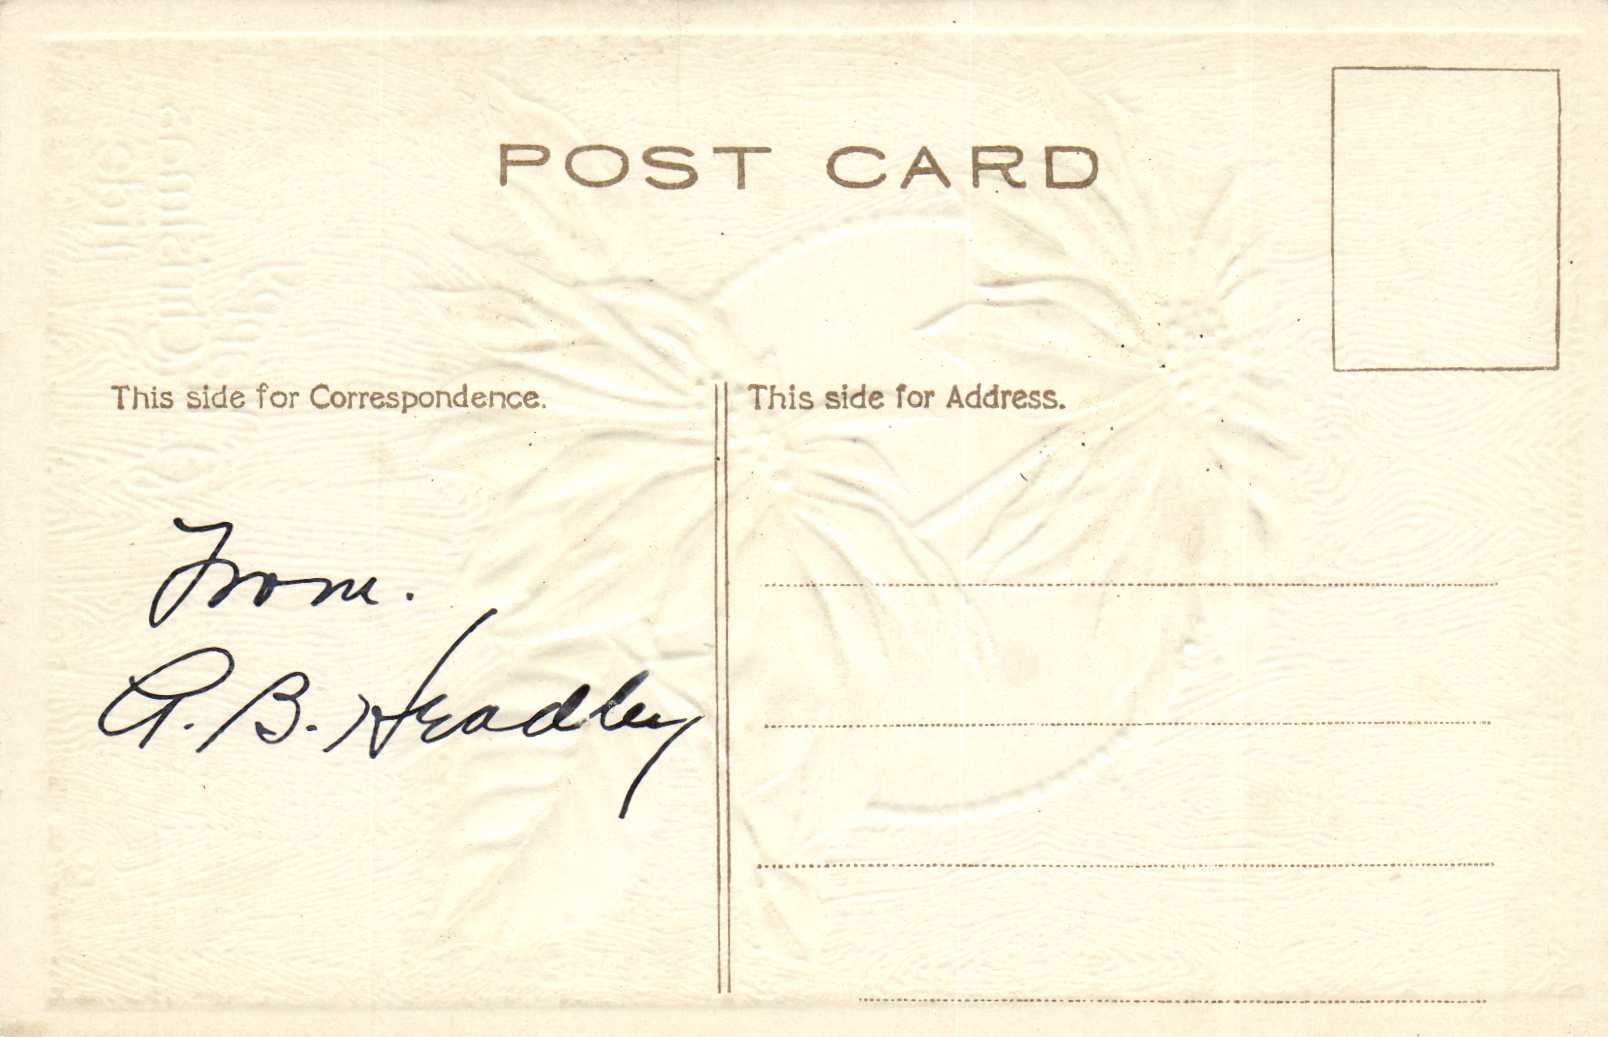 POST CARD
This side for Correspondence.
This side for Address.
From.
A. B. Headley